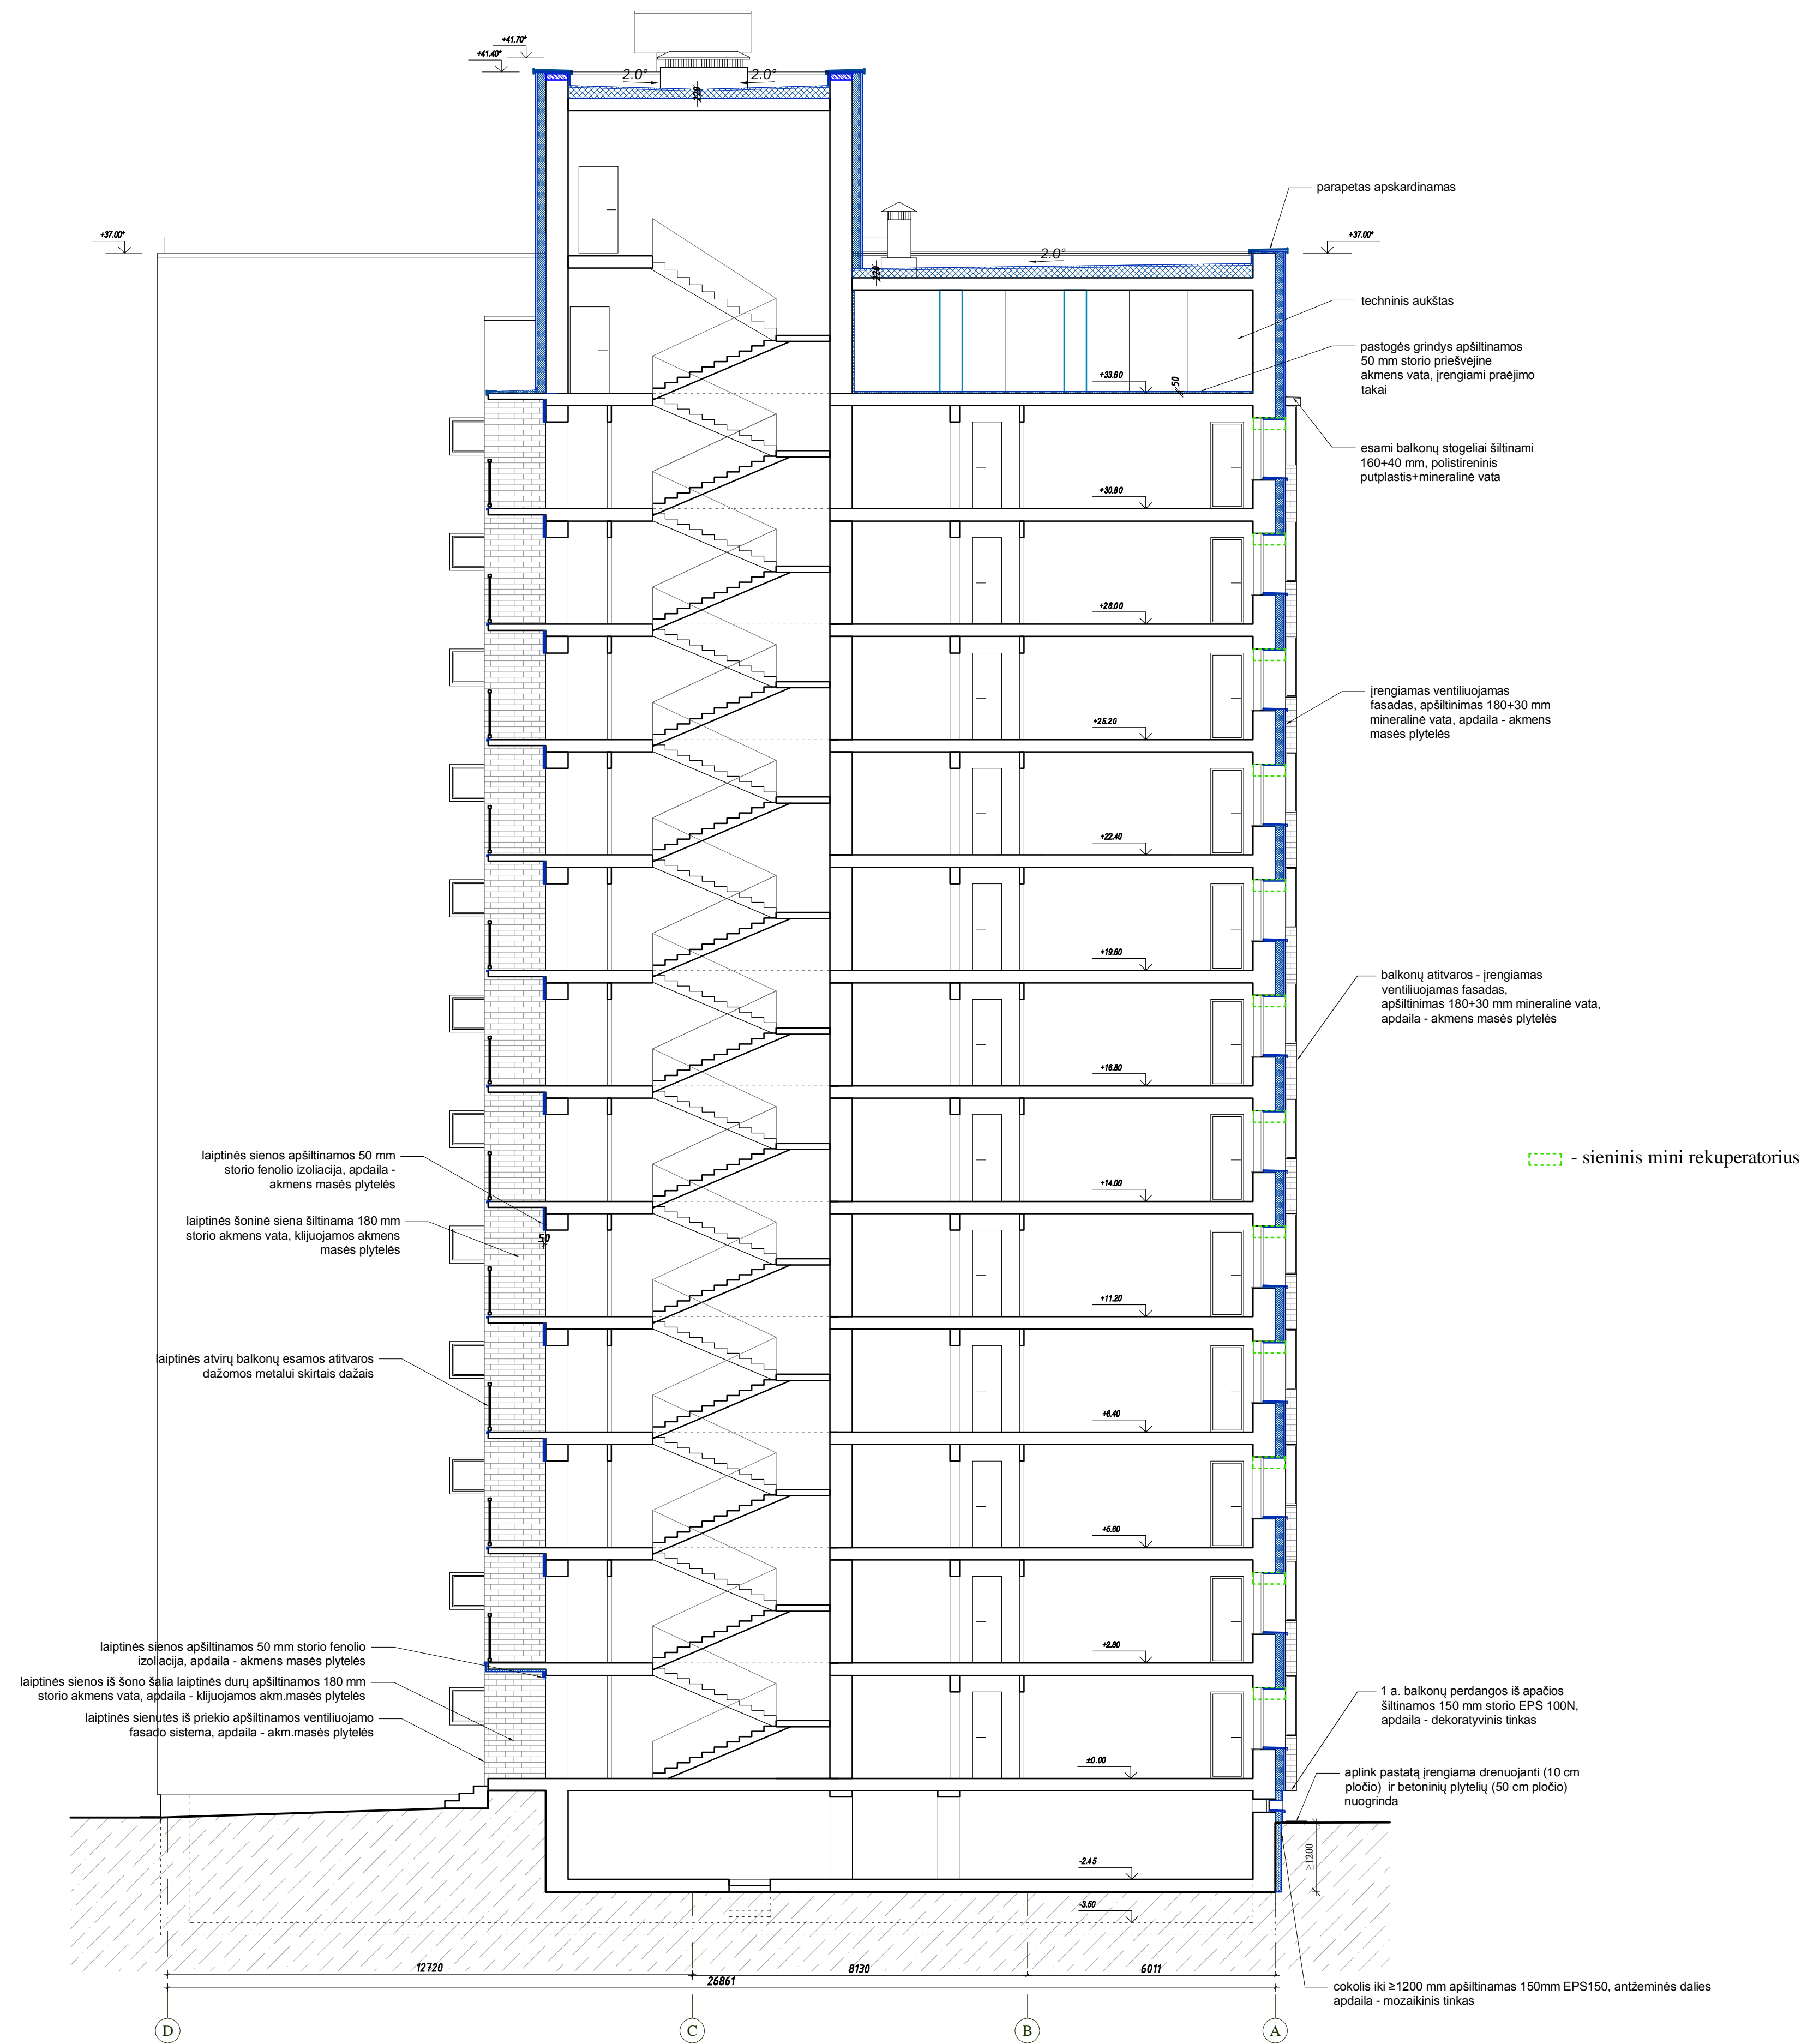 +41.70*
+41.40*
2.0°
2.0°
220
parapetas apskardinamas
+37.00*
+37.00*
2.0°
220
techninis aukštas
pastogės grindys apšiltinamos
50 mm storio priešvėjine
akmens vata, įrengiami praėjimo
takai
+33.60
50
esami balkonų stogeliai šiltinami
160+40 mm, polistireninis
putplastis+mineralinė vata
+30.80
+28.00
įrengiamas ventiliuojamas
fasadas, apšiltinimas 180+30 mm
mineralinė vata, apdaila - akmens
masės plytelės
+25.20
+22.40
+19.60
balkonų atitvaros - įrengiamas
ventiliuojamas fasadas,
apšiltinimas 180+30 mm mineralinė vata,
apdaila - akmens masės plytelės
+16.80
laiptinės sienos apšiltinamos 50 mm
storio fenolio izoliacija, apdaila -
akmens masės plytelės
- sieninis mini rekuperatorius
+14.00
laiptinės šoninė siena šiltinama 180 mm
storio akmens vata, klijuojamos akmens
masės plytelės
50
+11.20
laiptinės atvirų balkonų esamos atitvaros
dažomos metalui skirtais dažais
+8.40
+5.60
laiptinės sienos apšiltinamos 50 mm storio fenolio
izoliacija, apdaila - akmens masės plytelės
+2.80
laiptinės sienos iš šono šalia laiptinės durų apšiltinamos 180 mm
storio akmens vata, apdaila - klijuojamos akm.masės plytelės
laiptinės sienutės iš priekio apšiltinamos ventiliuojamo
fasado sistema, apdaila - akm.masės plytelės
1 a. balkonų perdangos iš apačios
šiltinamos 150 mm storio EPS 100N,
apdaila - dekoratyvinis tinkas
±0.00
aplink pastatą įrengiama drenuojanti (10 cm
pločio) ir betoninių plytelių (50 cm pločio)
nuogrinda
≥1200
-2.45
-3.50
12720
8130
6011
26861
cokolis iki ≥1200 mm apšiltinamas 150mm EPS150, antžeminės dalies
apdaila - mozaikinis tinkas
D
C
B
A